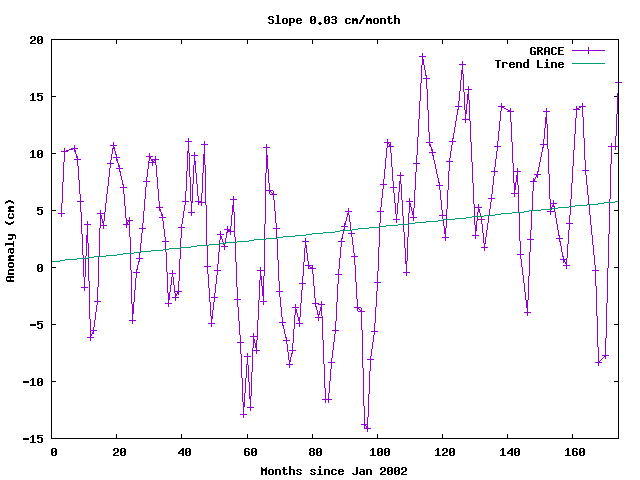 Slope 0.03 cm/month
GRACE
Trend Line
20
15
10
5
0
-5
-10
-15
Anomaly (cm)
0 20 40 60 80 100 120 140 160
Months since Jan 2002